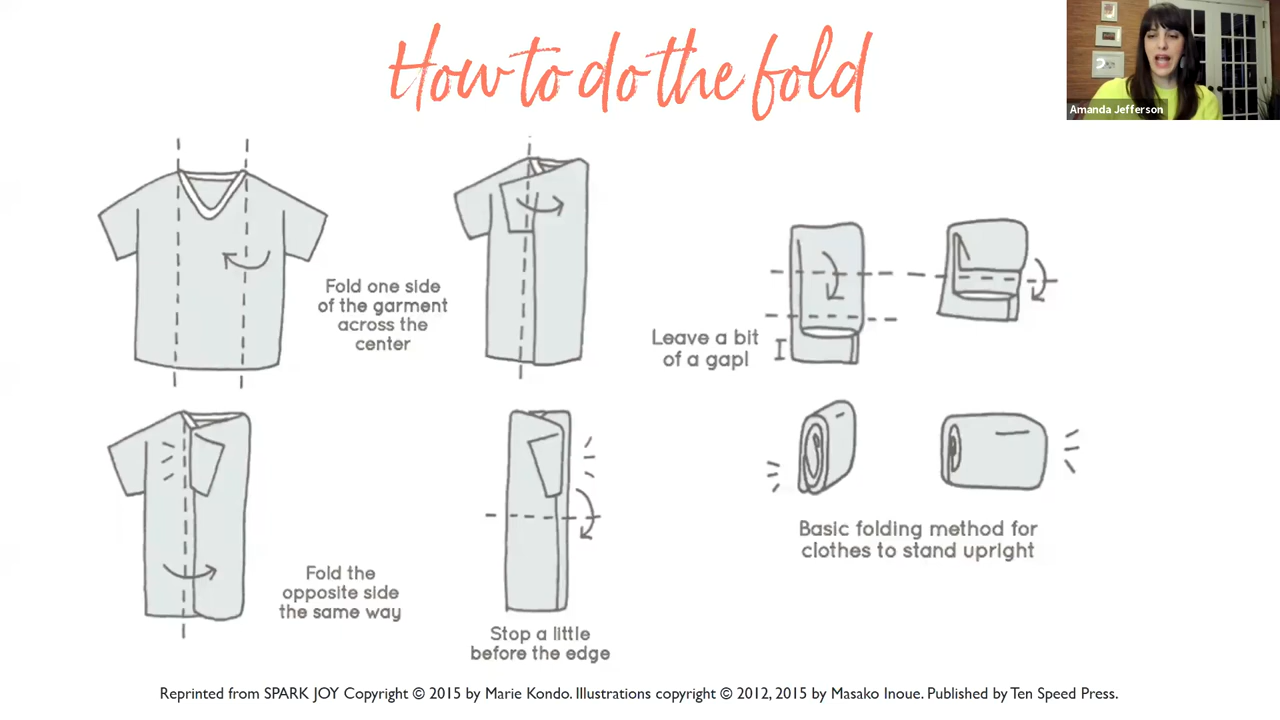 How to do the fold
Amanda Jefferson
Fold one side
of the garment
across the
center
Fold the
opposite side
the same way
Stop a little
before the edge
Leave a bit
of a gap!
Basic folding method for
clothes to stand upright
Reprinted from SPARK JOY Copyright © 2015 by Marie Kondo. Illustrations copyright © 2012, 2015 by Masako Inoue. Published by Ten Speed Press.